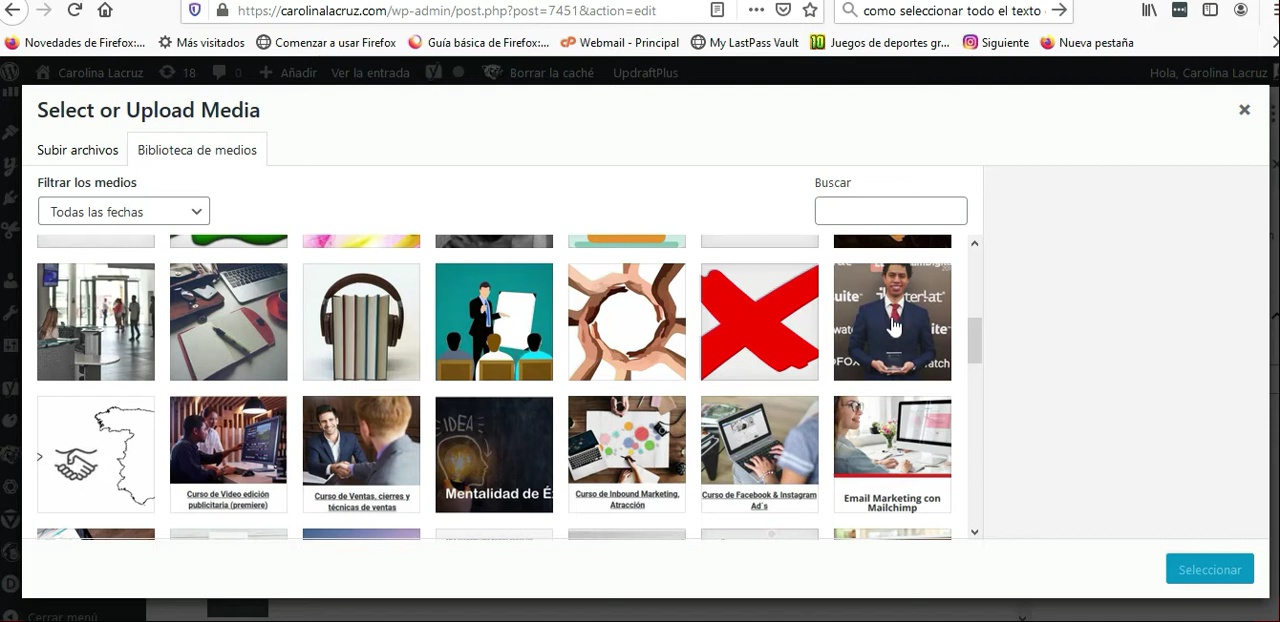 https://carolinalacruz.com/wp-admin/post.php?post=7451&action=edit
como seleccionar todo el texto
Novedades de Firefox:...
Más visitados
Comenzar a usar Firefox
Guía básica de Firefox:...
Webmail - Principal
My LastPass Vault
Juegos de deportes gr...
Siguiente
Nueva pestaña
Carolina Lacruz
18
0
Añadir
Ver la entrada
Borrar la caché
UpdraftPlus
Hola, Carolina Lacruz
Select or Upload Media
Subir archivos
Biblioteca de medios
Filtrar los medios
Buscar
Todas las fechas
IDEA
Mentalidad de É
Curso de Video edición
publicitaria (premiere)
Curso de Ventas, cierres y
técnicas de ventas
Curso de Inbound Marketing,
Atracción
Curso de Facebook & Instagram
Ad´s
Email Marketing con
Mailchimp
Seleccionar
Cerrar menú